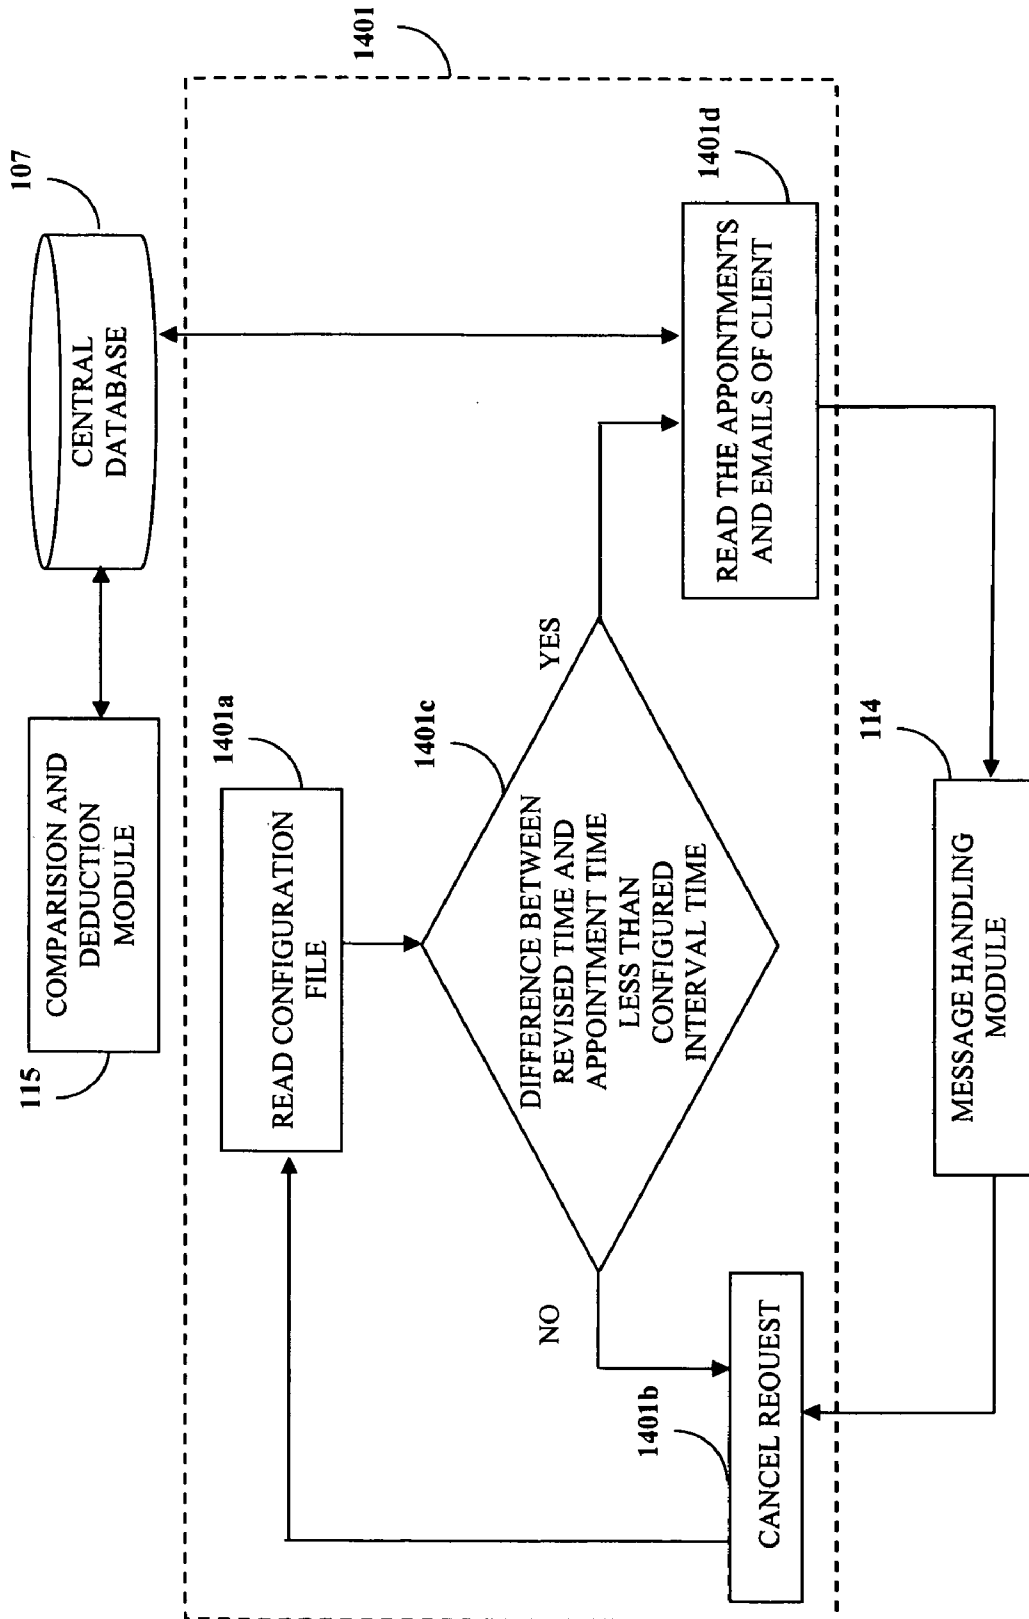 115
COMPARISION AND
DEDUCTION
MODULE
CENTRAL
DATABASE
107
1401
1401a
READ CONFIGURATION
FILE
1401c
DIFFERENCE BETWEEN
REVISED TIME AND
APPOINTMENT TIME
LESS THAN
CONFIGURED
INTERVAL TIME
NO
YES
1401b
CANCEL REQUEST
1401d
READ THE APPOINTMENTS
AND EMAILS OF CLIENT
114
MESSAGE HANDLING
MODULE